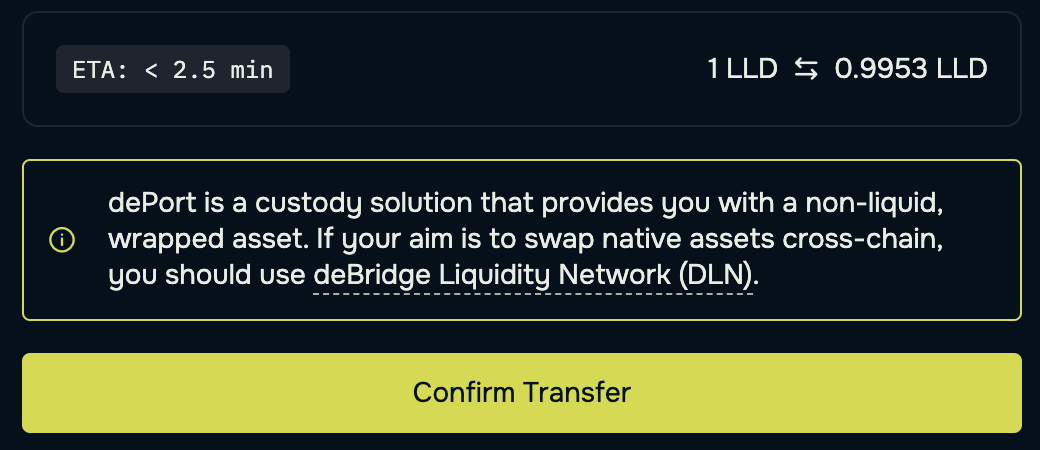 ETA: < 2.5 min
1 LLD ⇆ 0.9953 LLD
dePort is a custody solution that provides you with a non-liquid,
wrapped asset. If your aim is to swap native assets cross-chain,
you should use deBridge Liquidity Network (DLN).
Confirm Transfer